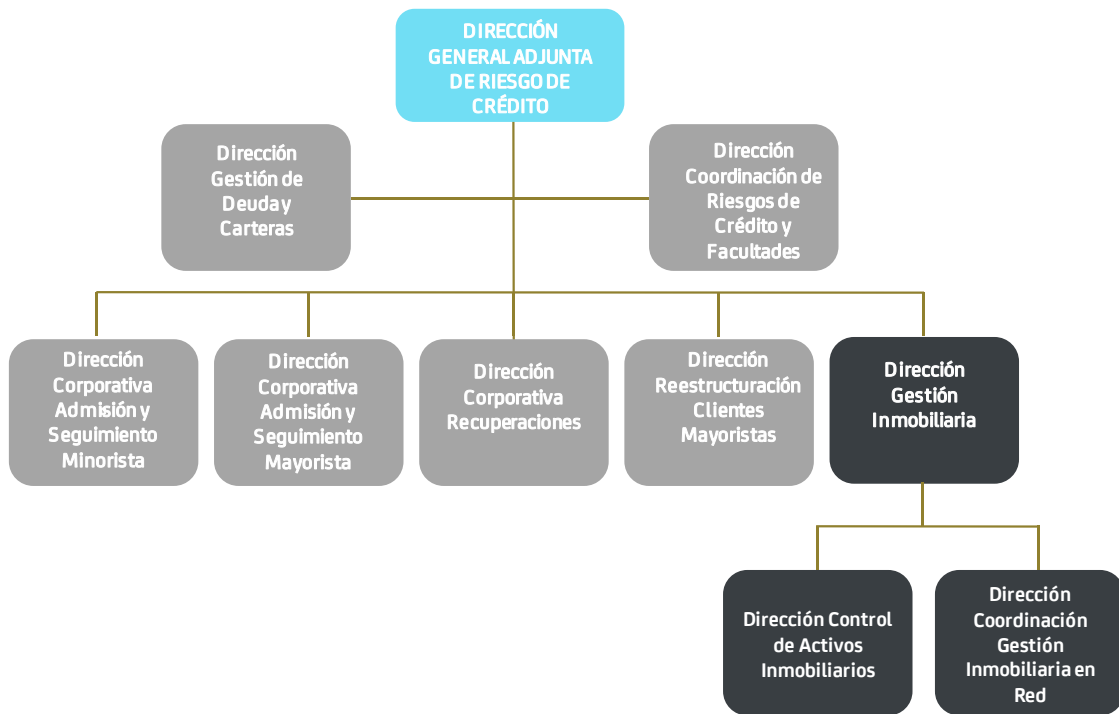 DIRECCIÓN
GENERAL ADJUNTA
DE RIESGO DE
CRÉDITO
Dirección
Gestión de
Deuda y
Carteras
Dirección
Coordinación de
Riesgos de
Crédito y
Facultades
Dirección
Corporativa
Admisión y
Seguimiento
Minorista
Dirección
Corporativa
Admisión y
Seguimiento
Mayorista
Dirección
Corporativa
Recuperaciones
Dirección
Reestructuración
Clientes
Mayoristas
Dirección
Gestión
Inmobiliaria
Dirección Control
de Activos
Inmobiliarios
Dirección
Coordinación
Gestión
Inmobiliaria en
Red